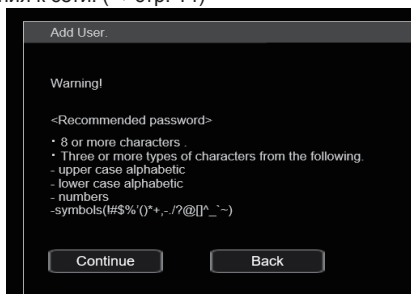 Add User.
Warning!
<Recommended password>
・8 or more characters .
・Three or more types of characters from the following.
- upper case alphabetic
- lower case alphabetic
- numbers
-symbols(!#$%'()*+,-./?@[]^_`~)
Continue Back